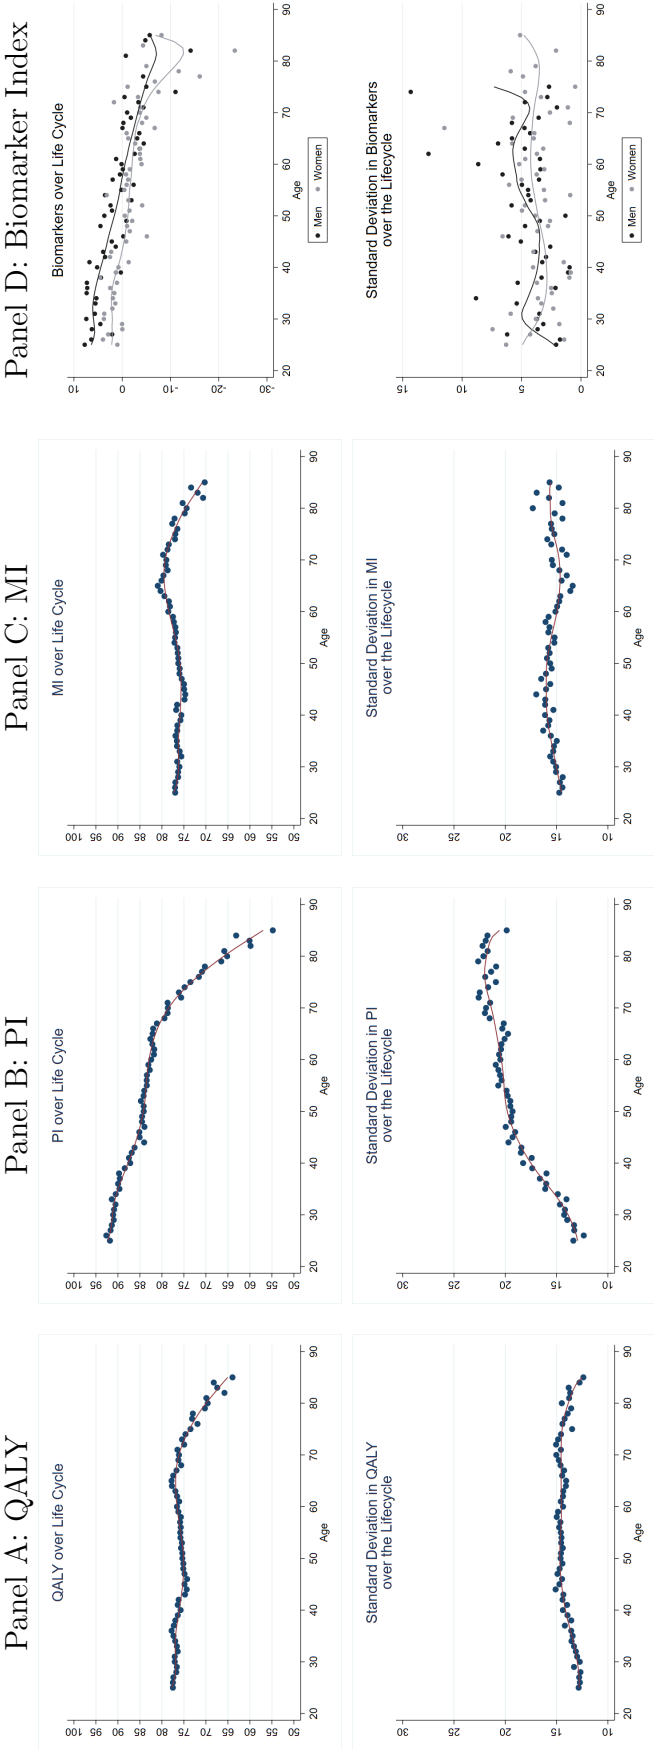 Panel A: QALY
QALY over Life Cycle
100
95
90
85
80
75
70
65
60
55
50
20 30 40 50 60 70 80 90
Age
Standard Deviation in QALY
over the Lifecycle
30
25
20
15
10
20 30 40 50 60 70 80 90
Age
Panel B: PI
PI over Life Cycle
100
95
90
85
80
75
70
65
60
55
50
20 30 40 50 60 70 80 90
Age
Standard Deviation in PI
over the Lifecycle
30
25
20
15
10
20 30 40 50 60 70 80 90
Age
Panel C: MI
MI over Life Cycle
100
95
90
85
80
75
70
65
60
55
50
20 30 40 50 60 70 80 90
Age
Standard Deviation in MI
over the Lifecycle
30
25
20
15
10
20 30 40 50 60 70 80 90
Age
Panel D: Biomarker Index
Biomarkers over Life Cycle
10
0
-10
-20
-30
20 30 40 50 60 70 80 90
Age
Men Women
Standard Deviation in Biomarkers
over the Lifecycle
15
10
5
0
20 30 40 50 60 70 80 90
Age
Men Women